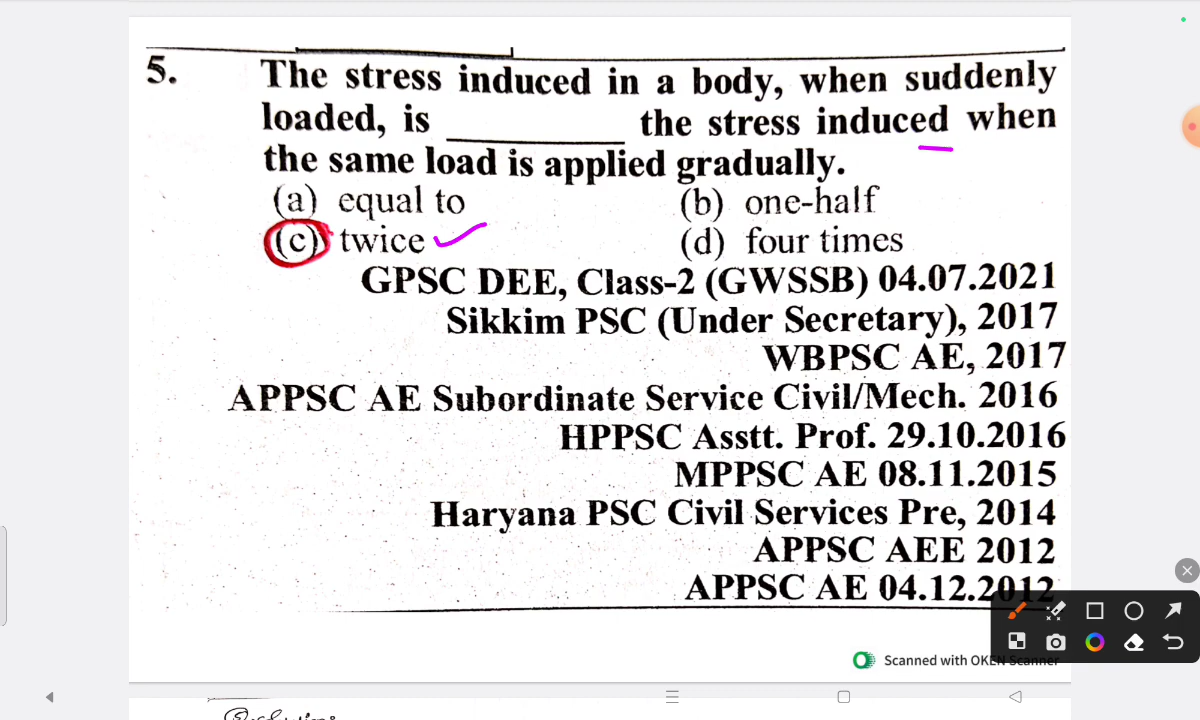 5. The stress induced in a body, when suddenly
loaded, is __________ the stress induced when
the same load is applied gradually.
(a) equal to (b) one-half
(c) twice (d) four times
GPSC DEE, Class-2 (GWSSB) 04.07.2021
Sikkim PSC (Under Secretary), 2017
WBPSC AE, 2017
APPSC AE Subordinate Service Civil/Mech. 2016
HPPSC Asstt. Prof. 29.10.2016
MPPSC AE 08.11.2015
Haryana PSC Civil Services Pre, 2014
APPSC AEE 2012
APPSC AE 04.12.2012
Scanned with OKEN Scanner